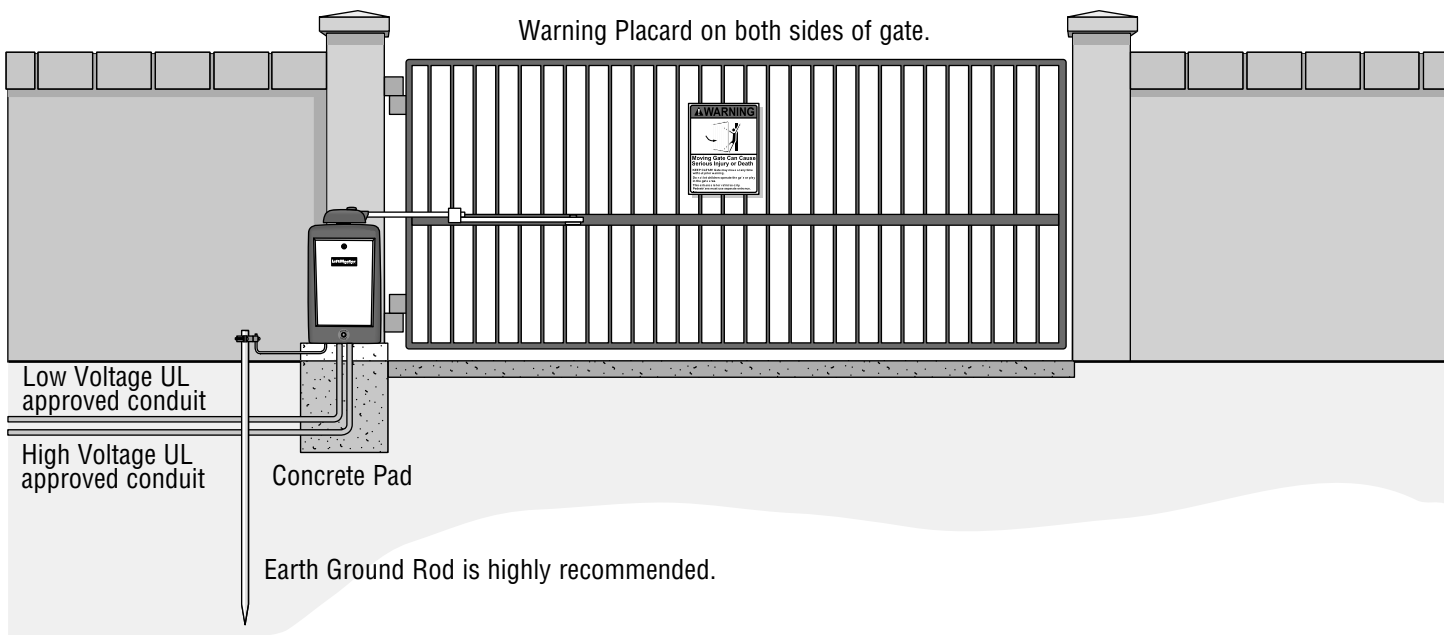 Warning Placard on both sides of gate.
WARNING
Moving Gate Can Cause
Serious Injury or Death
LiftMaster
Low Voltage UL
approved conduit
High Voltage UL
approved conduit
Concrete Pad
Earth Ground Rod is highly recommended.